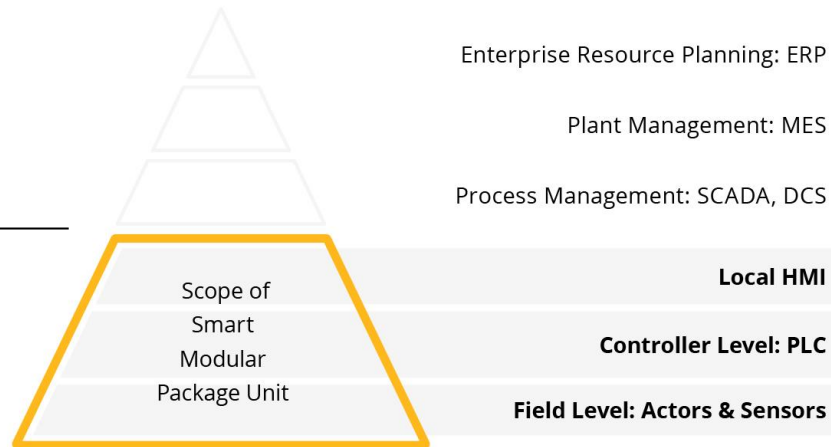 Enterprise Resource Planning: ERP
Plant Management: MES
Process Management: SCADA, DCS
Scope of
Smart
Modular
Package Unit
Local HMI
Controller Level: PLC
Field Level: Actors & Sensors